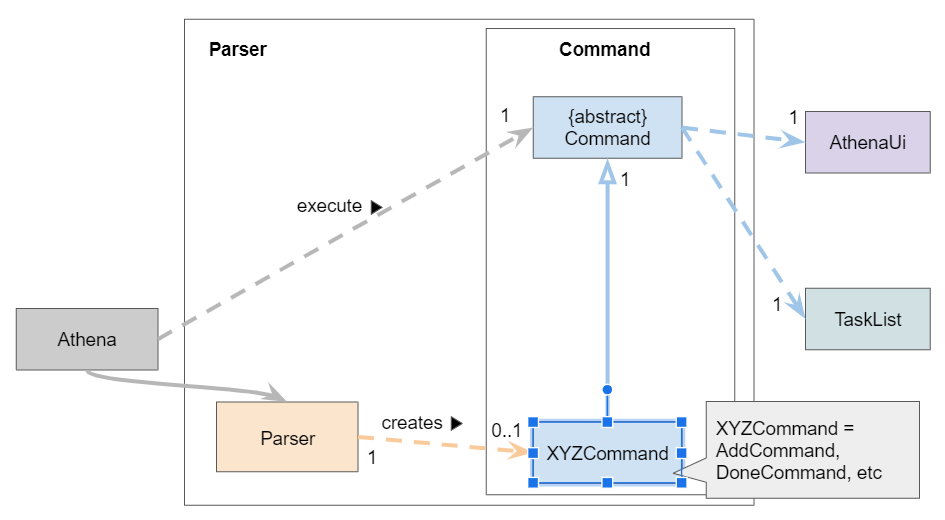 Parser
Command
1
{abstract}
Command
1
AthenaUi
1
execute ▶
1
TaskList
Athena
Parser
creates ▶
1
0..1
XYZCommand
XYZCommand =
AddCommand,
DoneCommand, etc